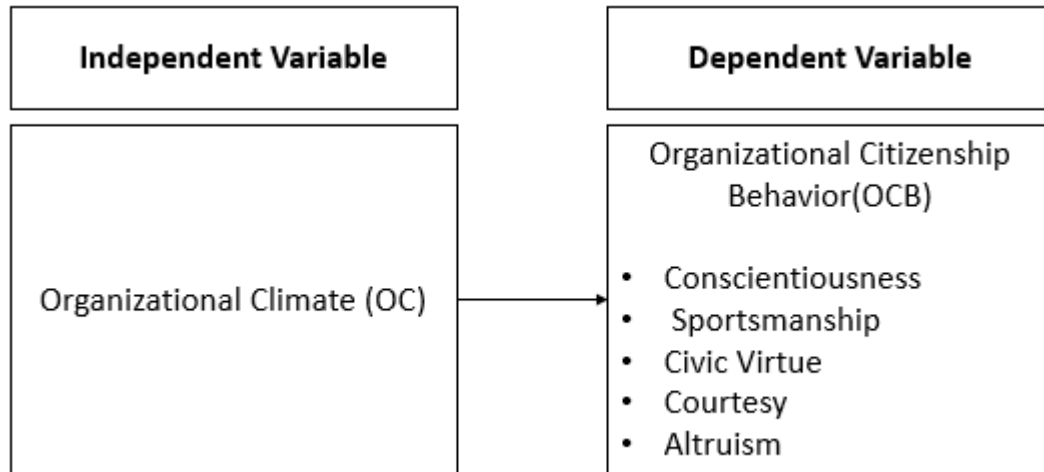 Independent Variable
Dependent Variable
Organizational Climate (OC)
Organizational Citizenship
Behavior(OCB)
• Conscientiousness
• Sportsmanship
• Civic Virtue
• Courtesy
• Altruism